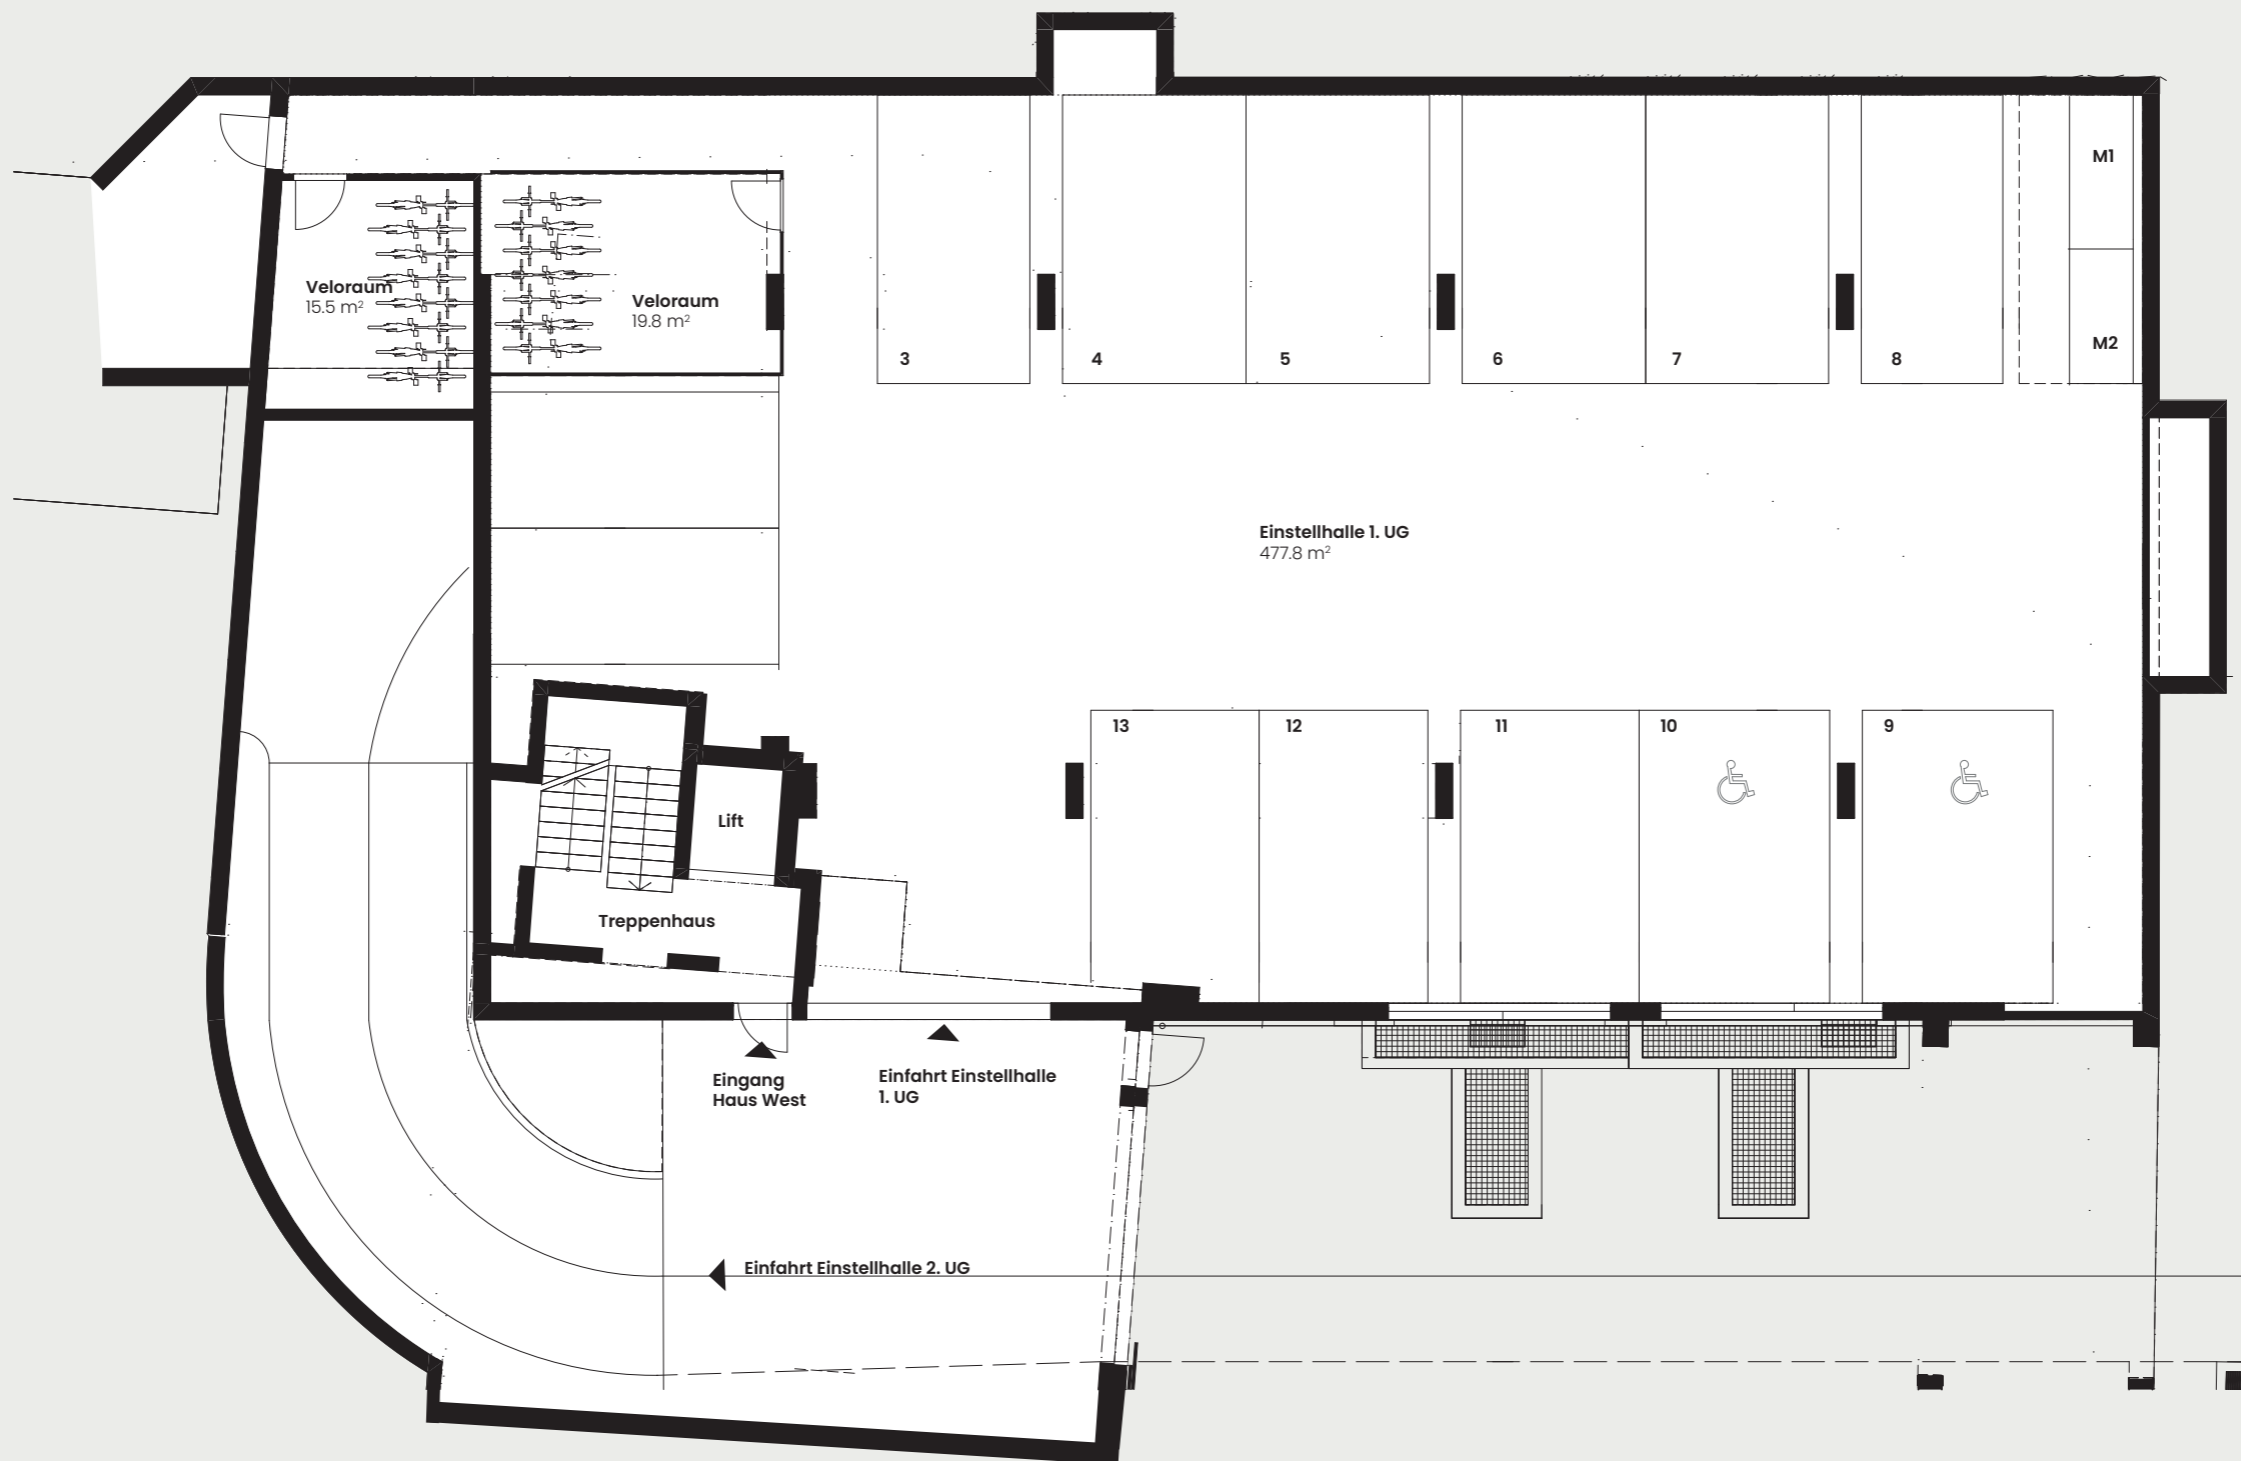 M1
Veloraum
15.5 m²
Veloraum
19.8 m²
M2
3
4
5
6
7
8
Einstellhalle 1. UG
477.8 m²
13
12
11
10
9
Lift
Treppenhaus
Eingang
Haus West
Einfahrt Einstellhalle
1. UG
Einfahrt Einstellhalle 2. UG